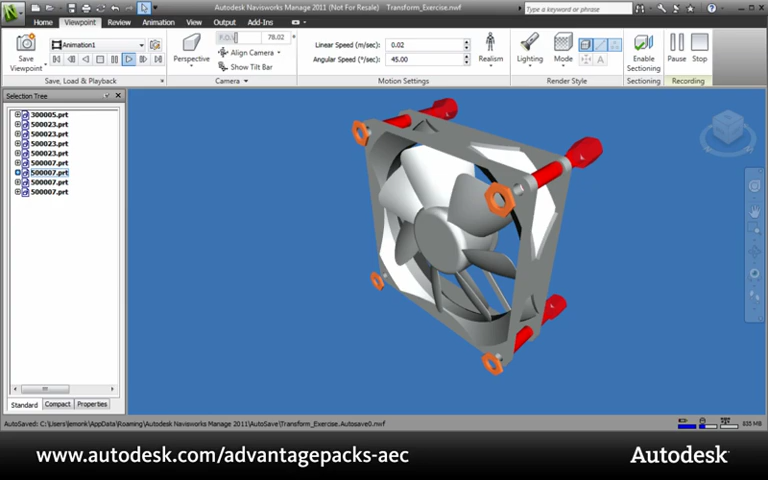 Autodesk Navisworks Manage 2011 (Not For Resale) Transform_Exercise.nwf
Type a keyword or phrase
Home Viewpoint Review Animation View Output Add-Ins
Save
Viewpoint
Animation1
Save, Load & Playback
Perspective
F.O.V.
78.02
Align Camera
Show Tilt Bar
Camera
Linear Speed (m/sec): 0.02
Angular Speed (°/sec): 45.00
Motion Settings
Realism
Lighting
Mode
Render Style
Enable
Sectioning
Sectioning
Pause
Stop
Recording
Selection Tree
300005.prt
500023.prt
500023.prt
500023.prt
500023.prt
500007.prt
500007.prt
500007.prt
500007.prt
Standard Compact Properties
AutoSaved: C:\Users\lemonk\AppData\Roaming\Autodesk Navisworks Manage 2011\AutoSave\Transform_Exercise.Autosave0.nwf
835 MB
www.autodesk.com/advantagepacks-aec
Autodesk